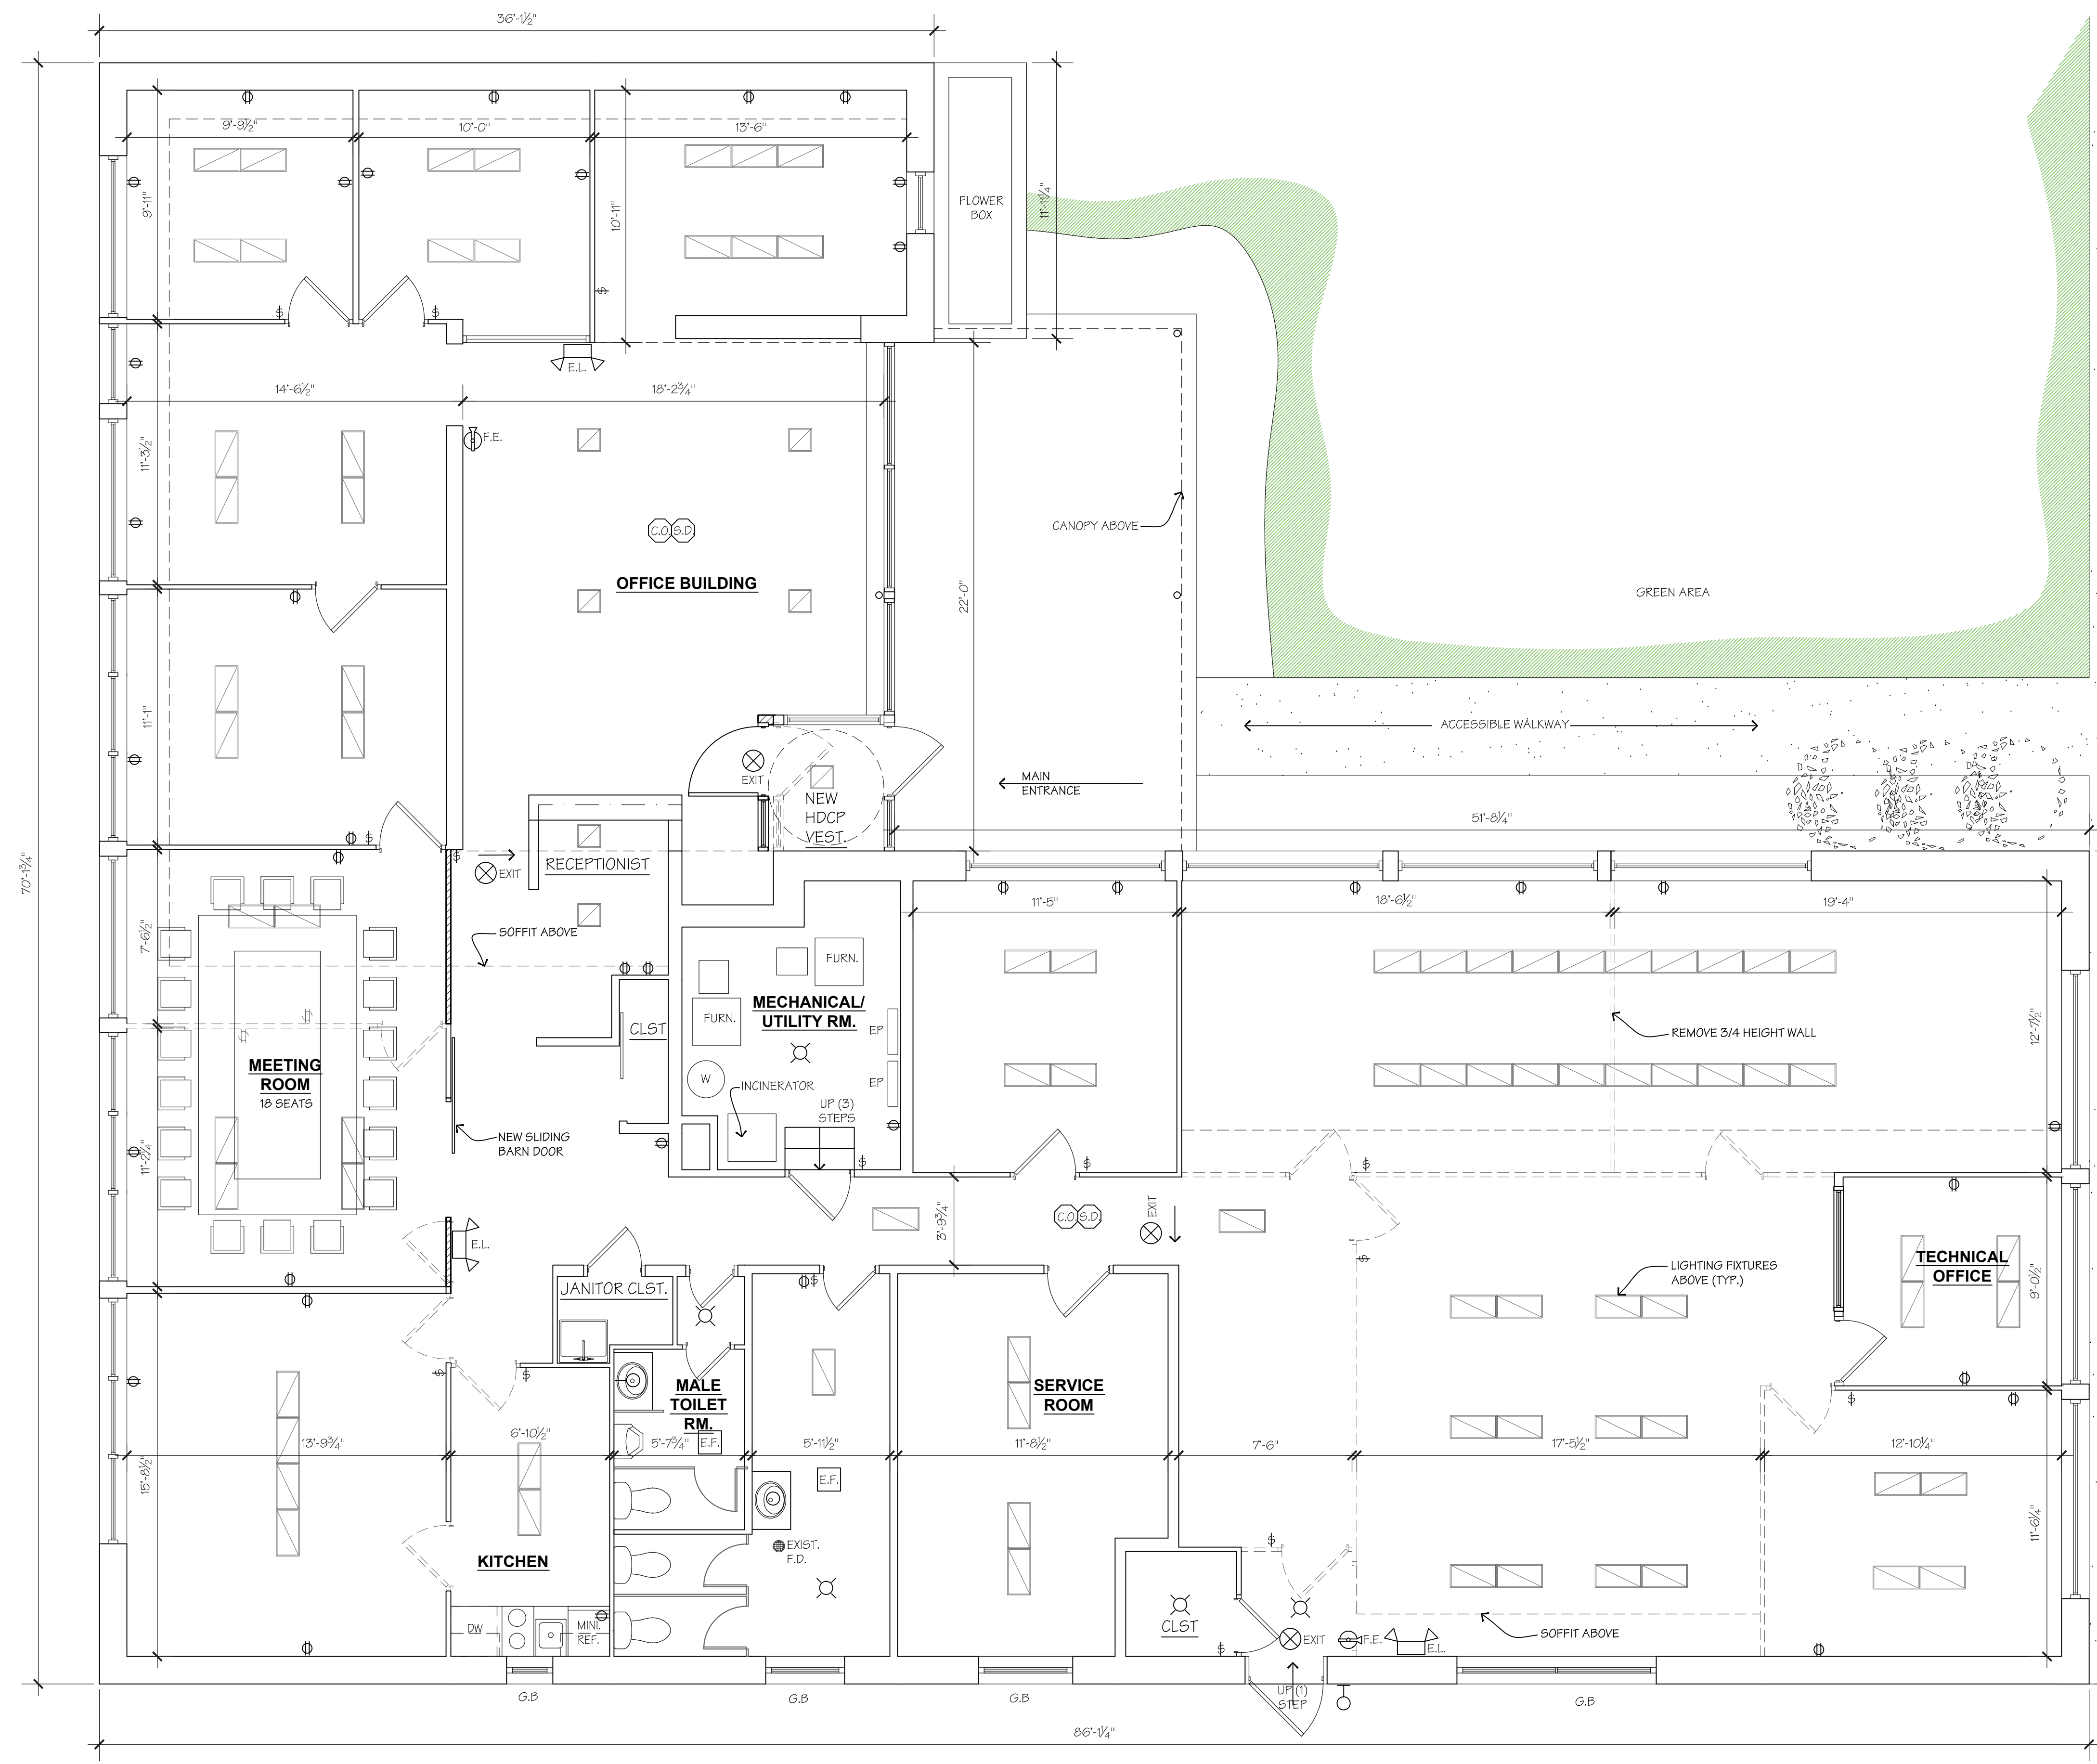 36'-1½"
9'-9½"
10'-0"
13'-6"
9'-11"
10'-11"
FLOWER
BOX
11'-11¼"
$
$
$
E.L.
14'-6½"
18'-2¾"
11'-3½"
F.E.
C.O.
S.D.
CANOPY ABOVE
OFFICE BUILDING
22'-0"
GREEN AREA
11'-1"
ACCESSIBLE WALKWAY
EXIT
MAIN
ENTRANCE
NEW
HDCP
VEST.
51'-8¼"
70'-1¾"
$
$
EXIT
RECEPTIONIST
11'-5"
18'-6½"
19'-4"
7'-6½"
SOFFIT ABOVE
FURN.
MECHANICAL/
UTILITY RM.
FURN.
CLST
EP
REMOVE 3/4 HEIGHT WALL
12'-7½"
MEETING
ROOM
18 SEATS
W
INCINERATOR
EP
UP (3)
STEPS
NEW SLIDING
BARN DOOR
11'-2¼"
$
$
$
3'-9¾"
C.O.
S.D.
EXIT
E.L.
$
LIGHTING FIXTURES
ABOVE (TYP.)
TECHNICAL
OFFICE
9'-0½"
JANITOR CLST.
$
$
$
$
MALE
TOILET
RM.
SERVICE
ROOM
13'-9¾"
6'-10½"
5'-7¾"
E.F.
5'-11½"
11'-8½"
7'-6"
17'-5½"
12'-10¼"
15'-8½"
E.F.
11'-6¼"
EXIST.
F.D.
$
KITCHEN
DW
MINI.
REF.
CLST
$
EXIT
F.E.
E.L.
SOFFIT ABOVE
UP (1)
STEP
G.B
G.B
G.B
G.B
86'-1¼"